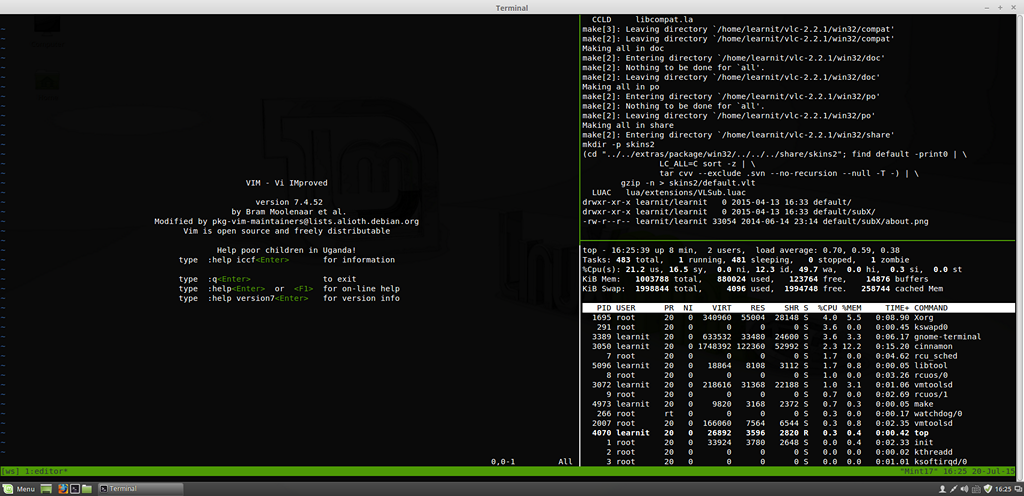 Terminal
VIM - Vi IMproved
version 7.4.52
by Bram Moolenaar et al.
Modified by pkg-vim-maintainers@lists.alioth.debian.org
Vim is open source and freely distributable
Help poor children in Uganda!
type  :help iccf<Enter>       for information
type  :q<Enter>               to exit
type  :help<Enter>  or  <F1>  for on-line help
type  :help version7<Enter>   for version info
0,0-1         All
CCLD     libcompat.la
make[3]: Leaving directory `/home/learnit/vlc-2.2.1/win32/compat'
make[2]: Leaving directory `/home/learnit/vlc-2.2.1/win32/compat'
Making all in doc
make[2]: Entering directory `/home/learnit/vlc-2.2.1/win32/doc'
make[2]: Nothing to be done for `all'.
make[2]: Leaving directory `/home/learnit/vlc-2.2.1/win32/doc'
Making all in po
make[2]: Entering directory `/home/learnit/vlc-2.2.1/win32/po'
make[2]: Nothing to be done for `all'.
make[2]: Leaving directory `/home/learnit/vlc-2.2.1/win32/po'
Making all in share
make[2]: Entering directory `/home/learnit/vlc-2.2.1/win32/share'
mkdir -p skins2
(cd "../../extras/package/win32/../../../share/skins2"; find default -print0 | \
LC_ALL=C sort -z | \
tar cvv --exclude .svn --no-recursion --null -T -) | \
gzip -n > skins2/default.vlt
LUAC   lua/extensions/VLSub.luac
drwxr-xr-x learnit/learnit   0 2015-04-13 16:33 default/
drwxr-xr-x learnit/learnit   0 2015-04-13 16:33 default/subX/
-rw-r--r-- learnit/learnit 33054 2014-06-14 23:14 default/subX/about.png
top - 16:25:39 up 8 min,  2 users,  load average: 0.70, 0.59, 0.38
Tasks: 483 total,   1 running, 481 sleeping,   0 stopped,   1 zombie
%Cpu(s): 21.2 us, 16.5 sy,  0.0 ni, 12.3 id, 49.7 wa,  0.0 hi,  0.3 si,  0.0 st
KiB Mem:   1003788 total,   880024 used,   123764 free,    14876 buffers
KiB Swap:  1998844 total,     4096 used,  1994748 free.   258744 cached Mem
PID USER      PR  NI    VIRT    RES    SHR S  %CPU %MEM     TIME+ COMMAND
1695 root      20   0  340960  55004  28148 S   4.0  5.5   0:08.90 Xorg
291 root      20   0       0      0      0 S   3.6  0.0   0:00.45 kswapd0
3389 learnit   20   0  633532  33480  24600 S   3.6  3.3   0:06.17 gnome-terminal
3050 learnit   20   0 1748392 122360  52992 S   2.3 12.2   0:15.20 cinnamon
7 root      20   0       0      0      0 S   1.7  0.0   0:04.62 rcu_sched
5096 learnit   20   0   18864   8108   3112 S   1.7  0.8   0:00.05 libtool
8 root      20   0       0      0      0 S   1.0  0.0   0:03.26 rcuos/0
3072 learnit   20   0  218616  31368  22188 S   1.0  3.1   0:01.06 vmtoolsd
9 root      20   0       0      0      0 S   0.7  0.0   0:02.69 rcuos/1
4973 learnit   20   0    9820   3168   2372 S   0.7  0.3   0:00.05 make
266 root      rt   0       0      0      0 S   0.3  0.0   0:00.17 watchdog/0
2007 root      20   0  166060   7564   6544 S   0.3  0.8   0:02.35 vmtoolsd
4070 learnit   20   0   26892   3596   2820 R   0.3  0.4   0:00.42 top
1 root      20   0   33924   3780   2648 S   0.0  0.4   0:02.33 init
2 root      20   0       0      0      0 S   0.0  0.0   0:00.02 kthreadd
3 root      20   0       0      0      0 S   0.0  0.0   0:01.01 ksoftirqd/0
[ws] 1:editor*
"Mint17" 16:25 20-Jul-15
Menu
Terminal
16:25